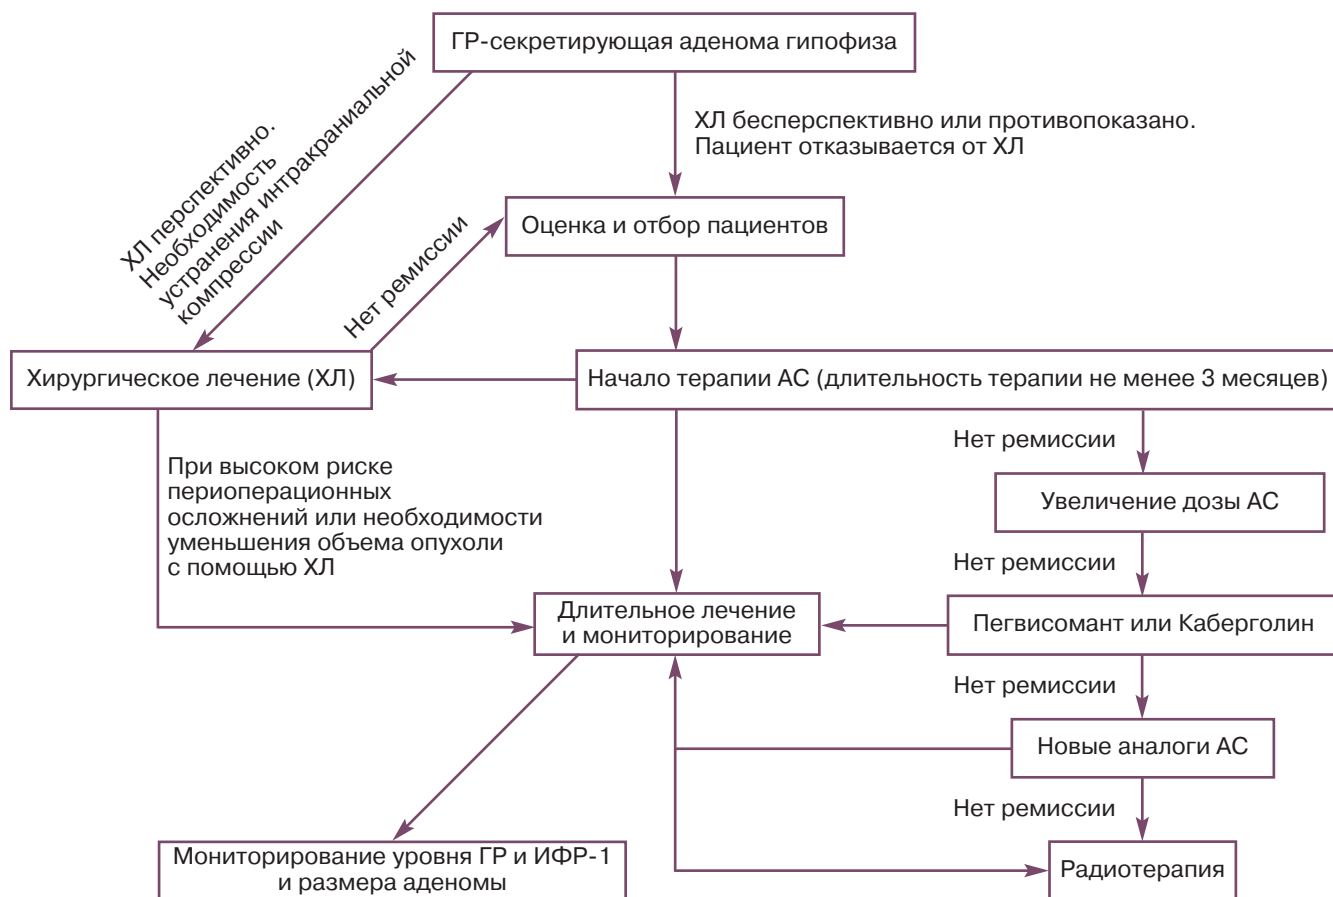 ГР-секретирующая аденома гипофиза
ХЛ перспективно.
Необходимость
устранения интракраниальной
компрессии
ХЛ бесперспективно или противопоказано.
Пациент отказывается от ХЛ
Оценка и отбор пациентов
Нет ремиссии
Хирургическое лечение (ХЛ)
Начало терапии АС (длительность терапии не менее 3 месяцев)
Нет ремиссии
При высоком риске
периоперационных
осложнений или необходимости
уменьшения объема опухоли
с помощью ХЛ
Увеличение дозы АС
Нет ремиссии
Длительное лечение
и мониторирование
Пегвисомант или Каберголин
Нет ремиссии
Новые аналоги АС
Нет ремиссии
Мониторирование уровня ГР и ИФР-1
и размера аденомы
Радиотерапия